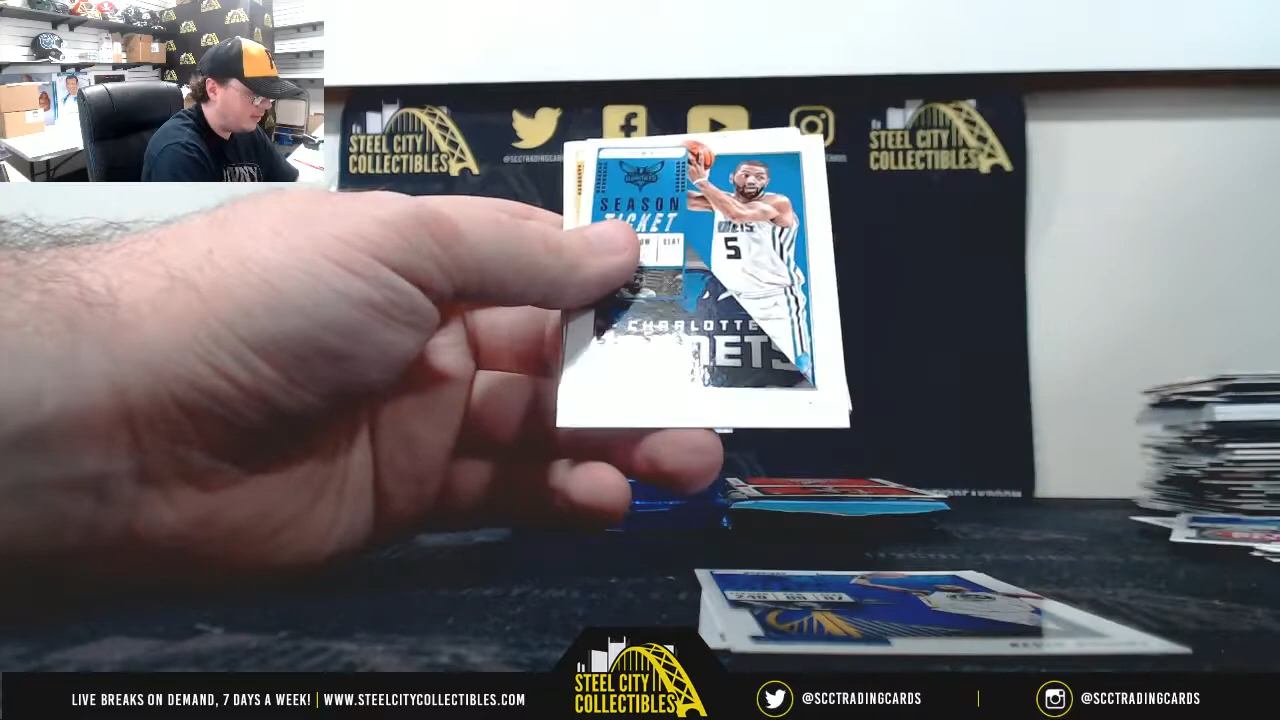 STEEL CITY
COLLECTIBLES
STEEL CITY
COLLECTIBLES
SEASON
TICKET
5
CHARLOTTE
LIVE BREAKS ON DEMAND, 7 DAYS A WEEK! | WWW.STEELCITYCOLLECTIBLES.COM
STEEL CITY
COLLECTIBLES
@SCCTRADINGCARDS
@SCCTRADINGCARDS